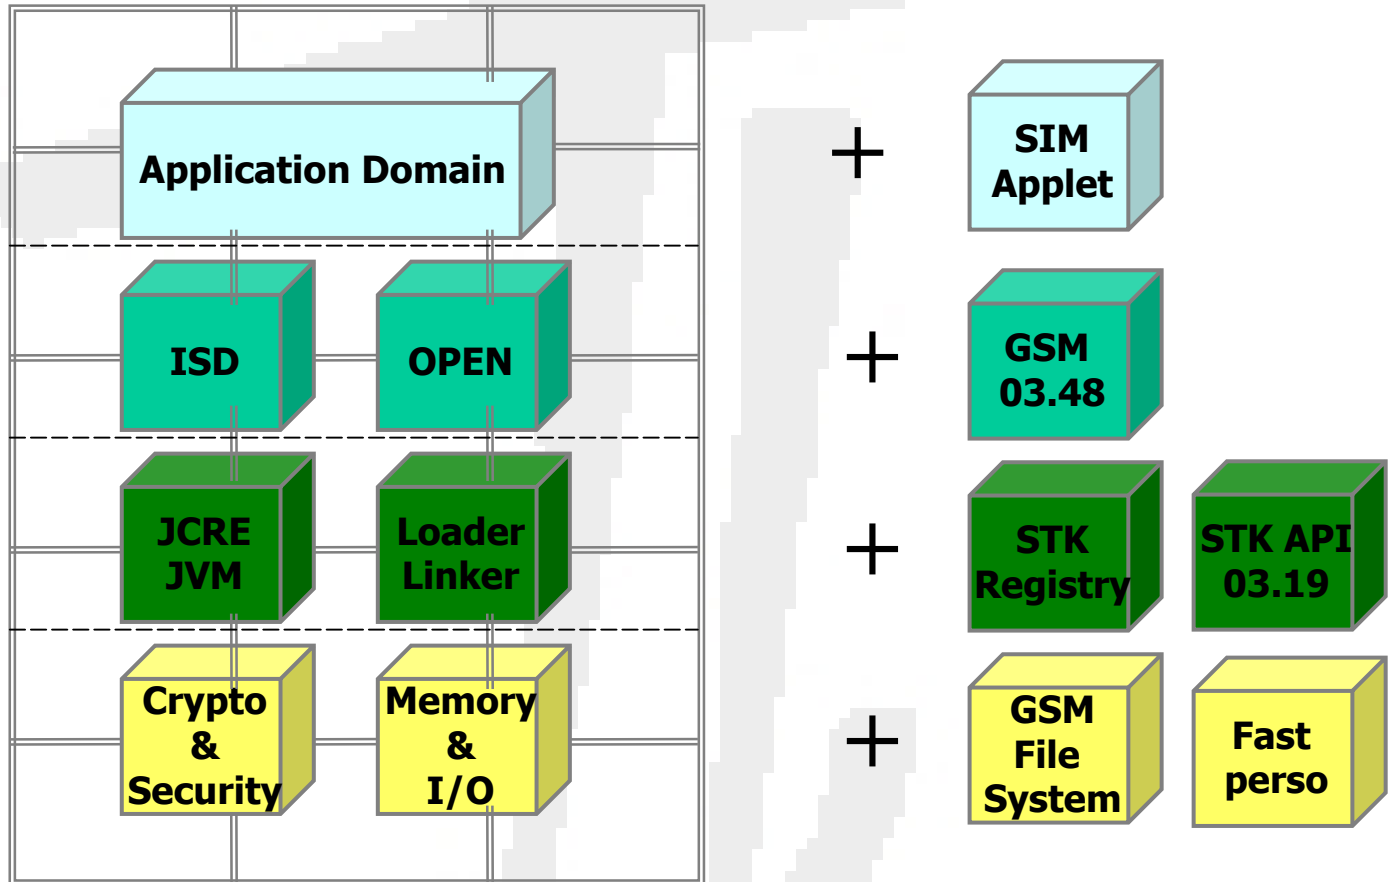 Application Domain
+
SIM
Applet
ISD
OPEN
+
GSM
03.48
JCRE
JVM
Loader
Linker
+
STK
Registry
STK API
03.19
Crypto
&
Security
Memory
&
I/O
+
GSM
File
System
Fast
perso